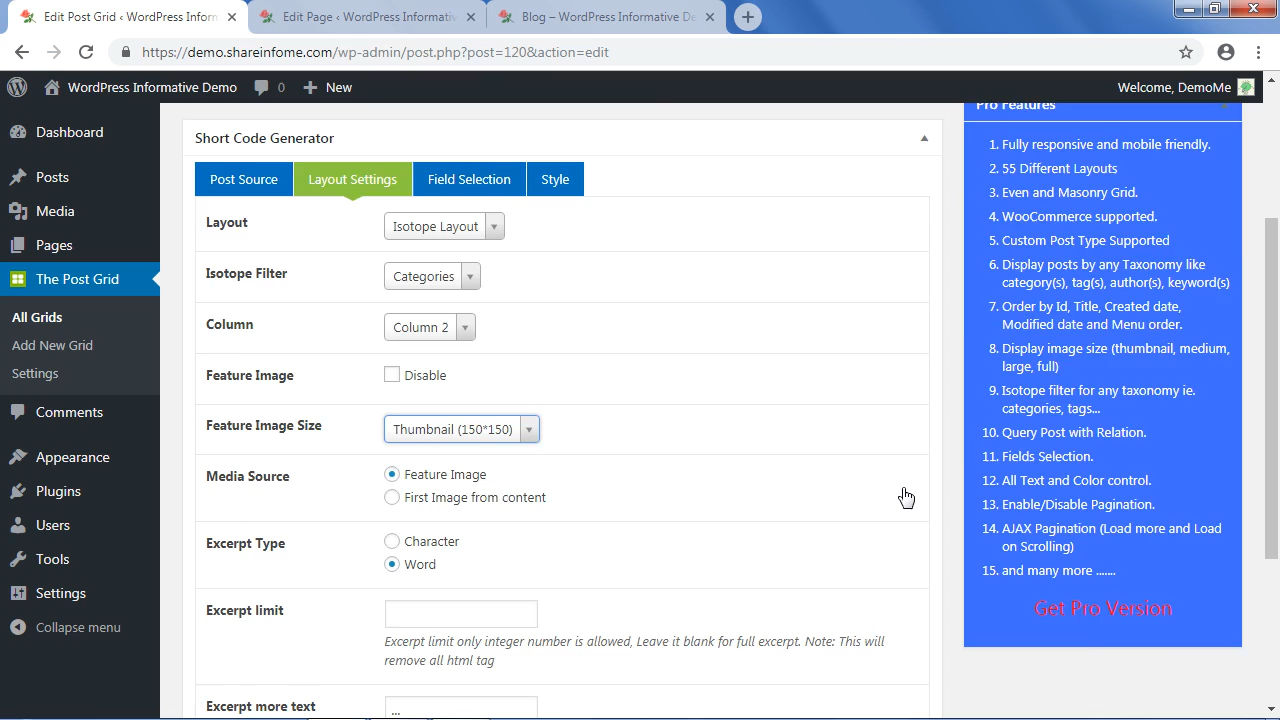 Edit Post Grid ‹ WordPress Inform
Edit Page ‹ WordPress Informativ
Blog – WordPress Informative De
https://demo.shareinfome.com/wp-admin/post.php?post=120&action=edit
WordPress Informative Demo
0
New
Welcome, DemoMe
Dashboard
Posts
Media
Pages
The Post Grid
All Grids
Add New Grid
Settings
Comments
Appearance
Plugins
Users
Tools
Settings
Collapse menu
Short Code Generator
Post Source
Layout Settings
Field Selection
Style
Layout
Isotope Layout
Isotope Filter
Categories
Column
Column 2
Feature Image
Disable
Feature Image Size
Thumbnail (150*150)
Media Source
Feature Image
First Image from content
Excerpt Type
Character
Word
Excerpt limit
Excerpt limit only integer number is allowed, Leave it blank for full excerpt. Note: This will
remove all html tag
Excerpt more text
...
Pro Features
1. Fully responsive and mobile friendly.
2. 55 Different Layouts
3. Even and Masonry Grid.
4. WooCommerce supported.
5. Custom Post Type Supported
6. Display posts by any Taxonomy like
category(s), tag(s), author(s), keyword(s)
7. Order by Id, Title, Created date,
Modified date and Menu order.
8. Display image size (thumbnail, medium,
large, full)
9. Isotope filter for any taxonomy ie.
categories, tags...
10. Query Post with Relation.
11. Fields Selection.
12. All Text and Color control.
13. Enable/Disable Pagination.
14. AJAX Pagination (Load more and Load
on Scrolling)
15. and many more .......
Get Pro Version